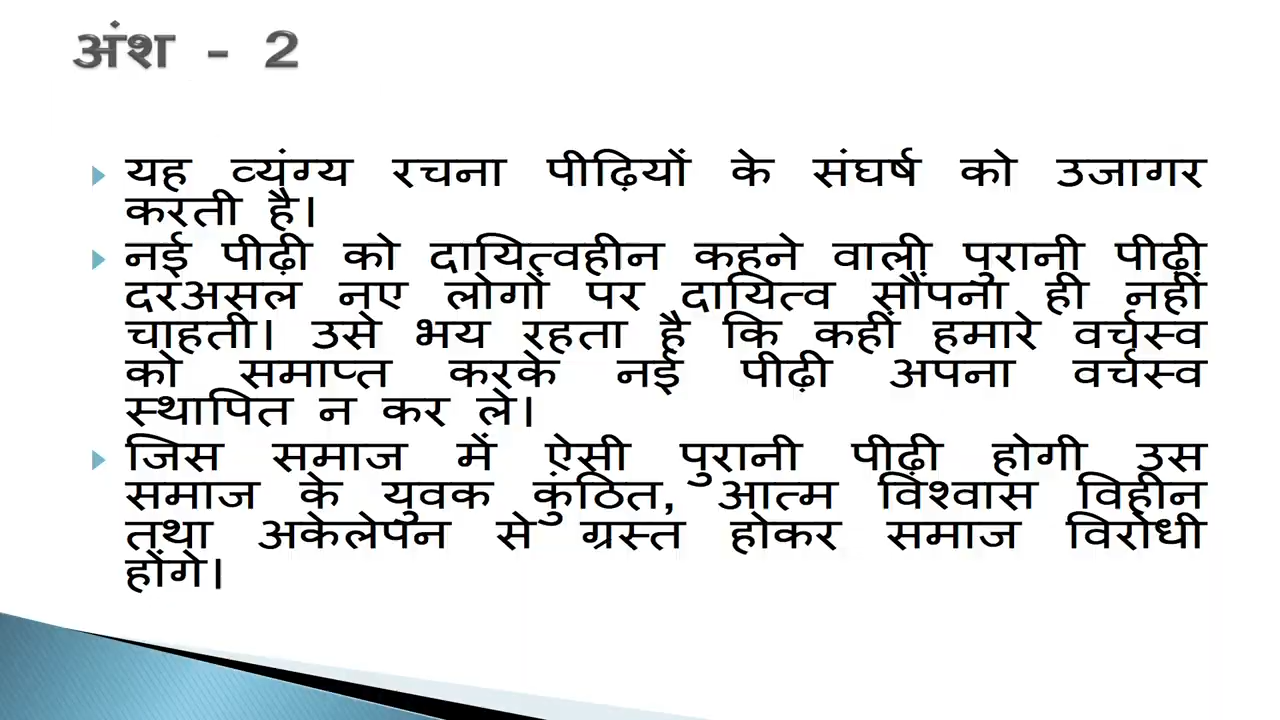 अंश - 2
यह व्यंग्य रचना पीढ़ियों के संघर्ष को उजागर
करती है।
नई पीढ़ी को दायित्वहीन कहने वाली पुरानी पीढ़ी
दरअसल नए लोगों पर दायित्व सौंपना ही नहीं
चाहती। उसे भय रहता है कि कहीं हमारे वर्चस्व
को समाप्त करके नई पीढ़ी अपना वर्चस्व
स्थापित न कर ले।
जिस समाज में ऐसी पुरानी पीढ़ी होगी उस
समाज के युवक कुंठित, आत्म विश्वास विहीन
तथा अकेलेपन से ग्रस्त होकर समाज विरोधी
होंगे।